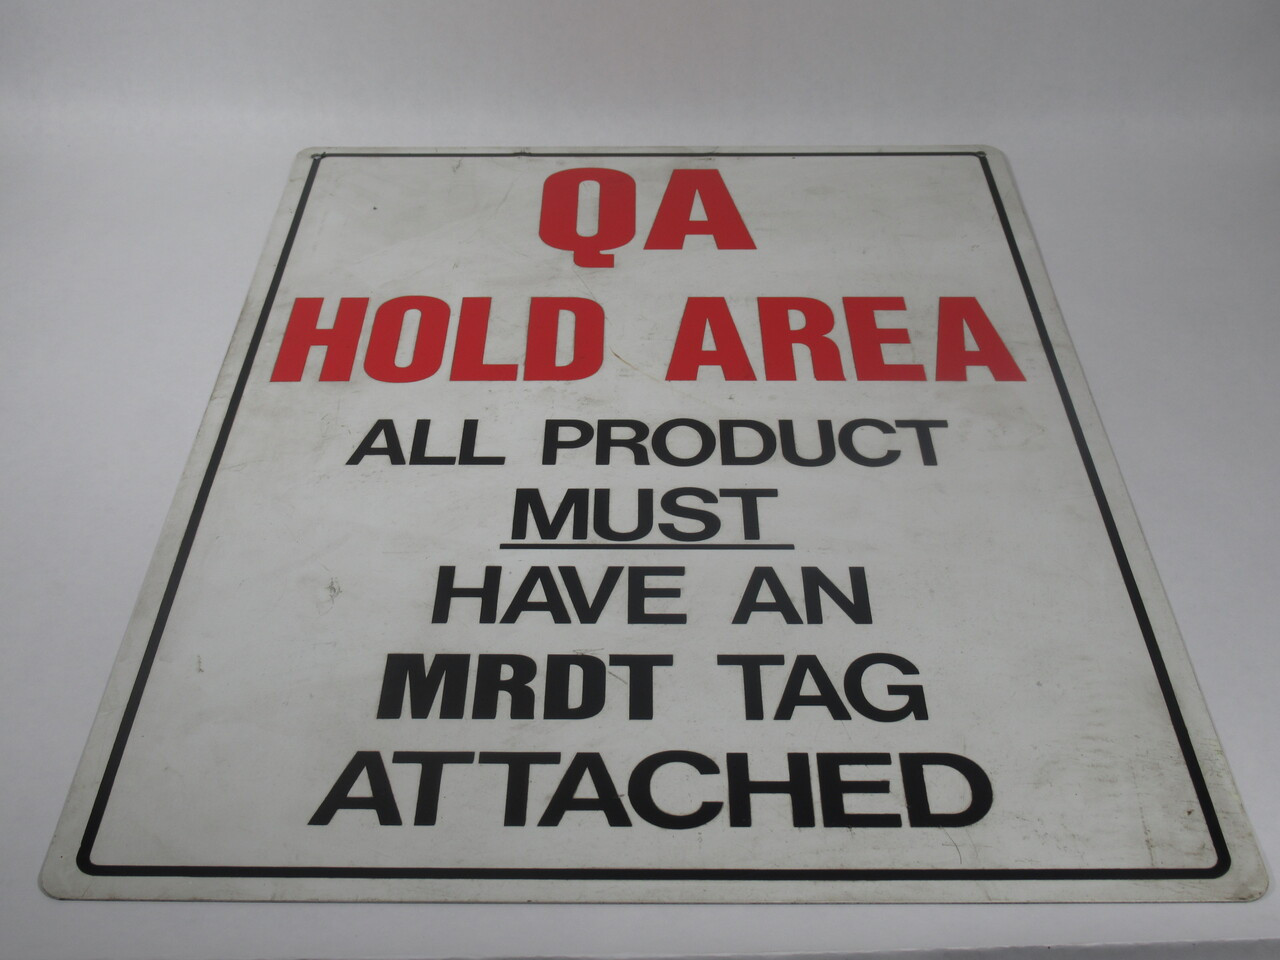 QA
HOLD AREA
ALL PRODUCT
MUST
HAVE AN
MRDT TAG
ATTACHED